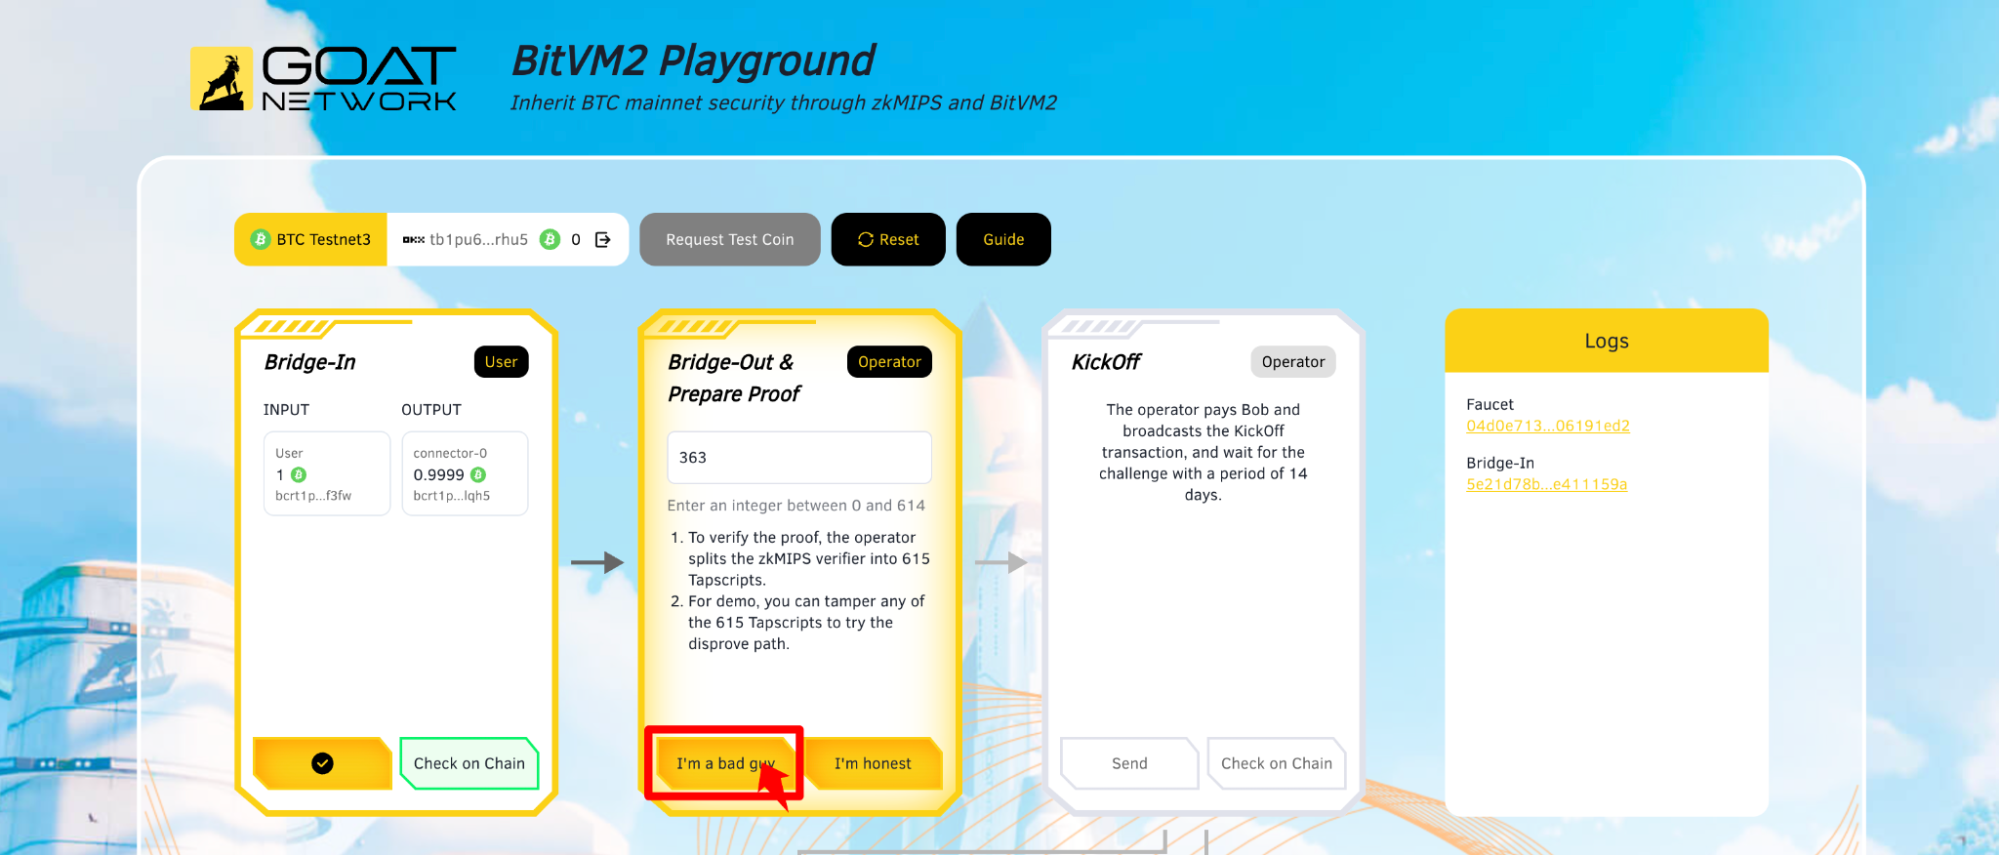 GOAT
NETWORK
BitVM2 Playground
Inherit BTC mainnet security through zkMIPS and BitVM2
BTC Testnet3
OKX tb1pu6...rhu5 0
Request Test Coin
Reset
Guide
Bridge-In
User
INPUT
OUTPUT
User
1
bcrt1p...f3fw
connector-0
0.9999
bcrt1p...lqh5
Check on Chain
Bridge-Out &
Prepare Proof
Operator
363
Enter an integer between 0 and 614
1. To verify the proof, the operator
splits the zkMIPS verifier into 615
Tapscripts.
2. For demo, you can tamper any of
the 615 Tapscripts to try the
disprove path.
I'm a bad guy
I'm honest
KickOff
Operator
The operator pays Bob and
broadcasts the KickOff
transaction, and wait for the
challenge with a period of 14
days.
Send
Check on Chain
Logs
Faucet
04d0e713...06191ed2
Bridge-In
5e21d78b...e411159a